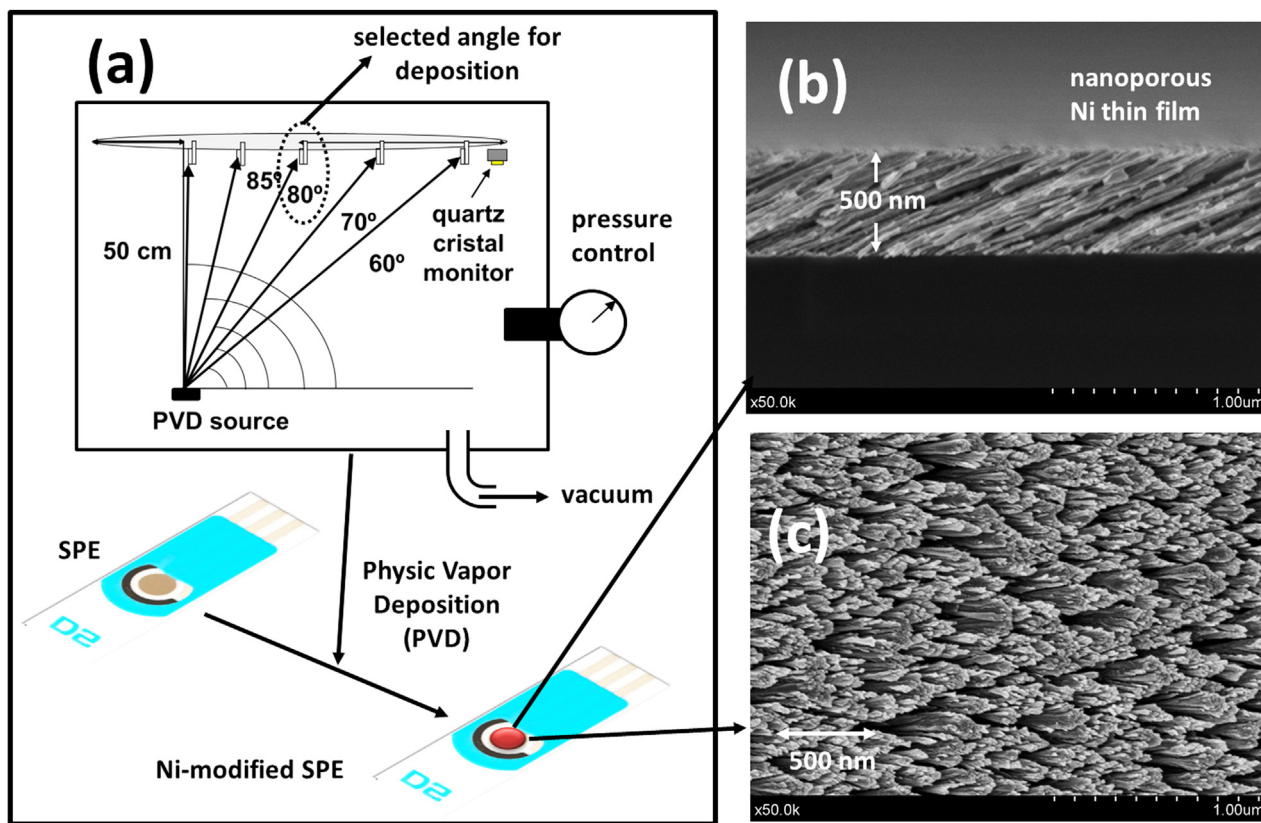 (a)
selected angle for
deposition
85º
80º
70º
60º
50 cm
quartz
cristal
monitor
pressure
control
PVD source
vacuum
SPE
D2
Physic Vapor
Deposition
(PVD)
Ni-modified SPE
D2
(b)
nanoporous
Ni thin film
500 nm
x50.0k
1.00um
(c)
500 nm
x50.0k
1.00um